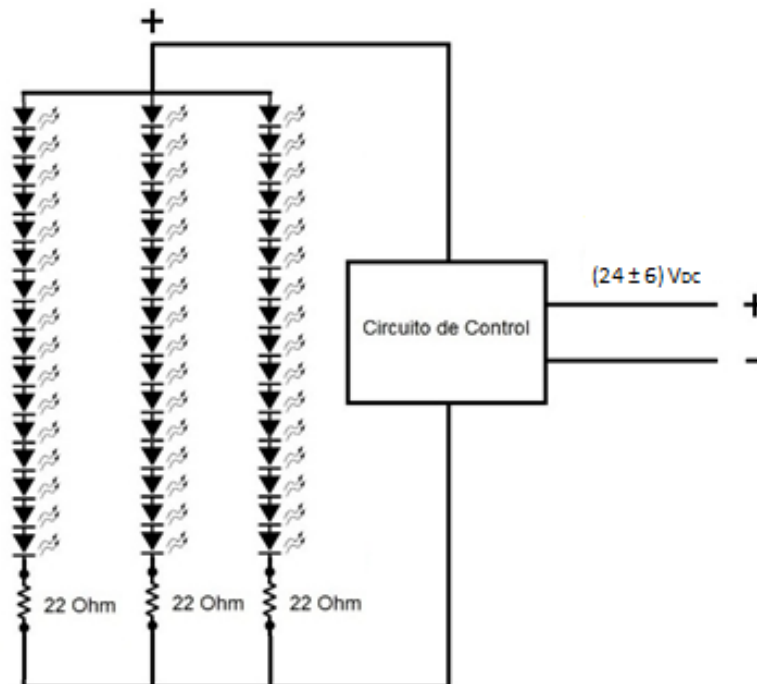 +
(24 ± 6) VDC
+
Circuito de Control
-
22 Ohm
22 Ohm
22 Ohm